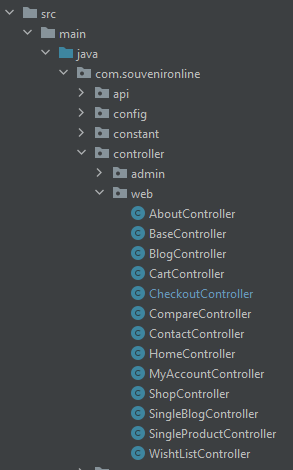 src
main
java
com.souvenironline
api
config
constant
controller
admin
web
AboutController
BaseController
BlogController
CartController
CheckoutController
CompareController
ContactController
HomeController
MyAccountController
ShopController
SingleBlogController
SingleProductController
WishtListController